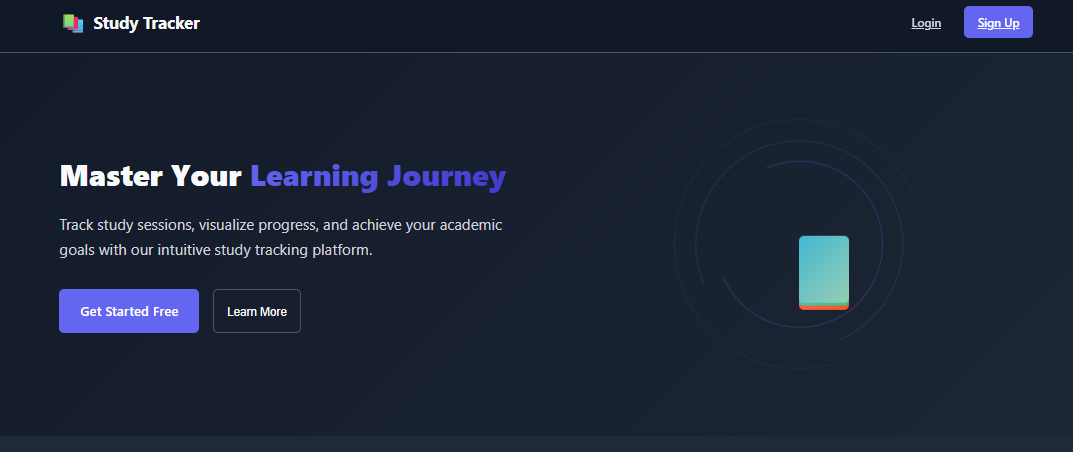 Study Tracker
Login
Sign Up
Master Your Learning Journey
Track study sessions, visualize progress, and achieve your academic
goals with our intuitive study tracking platform.
Get Started Free
Learn More